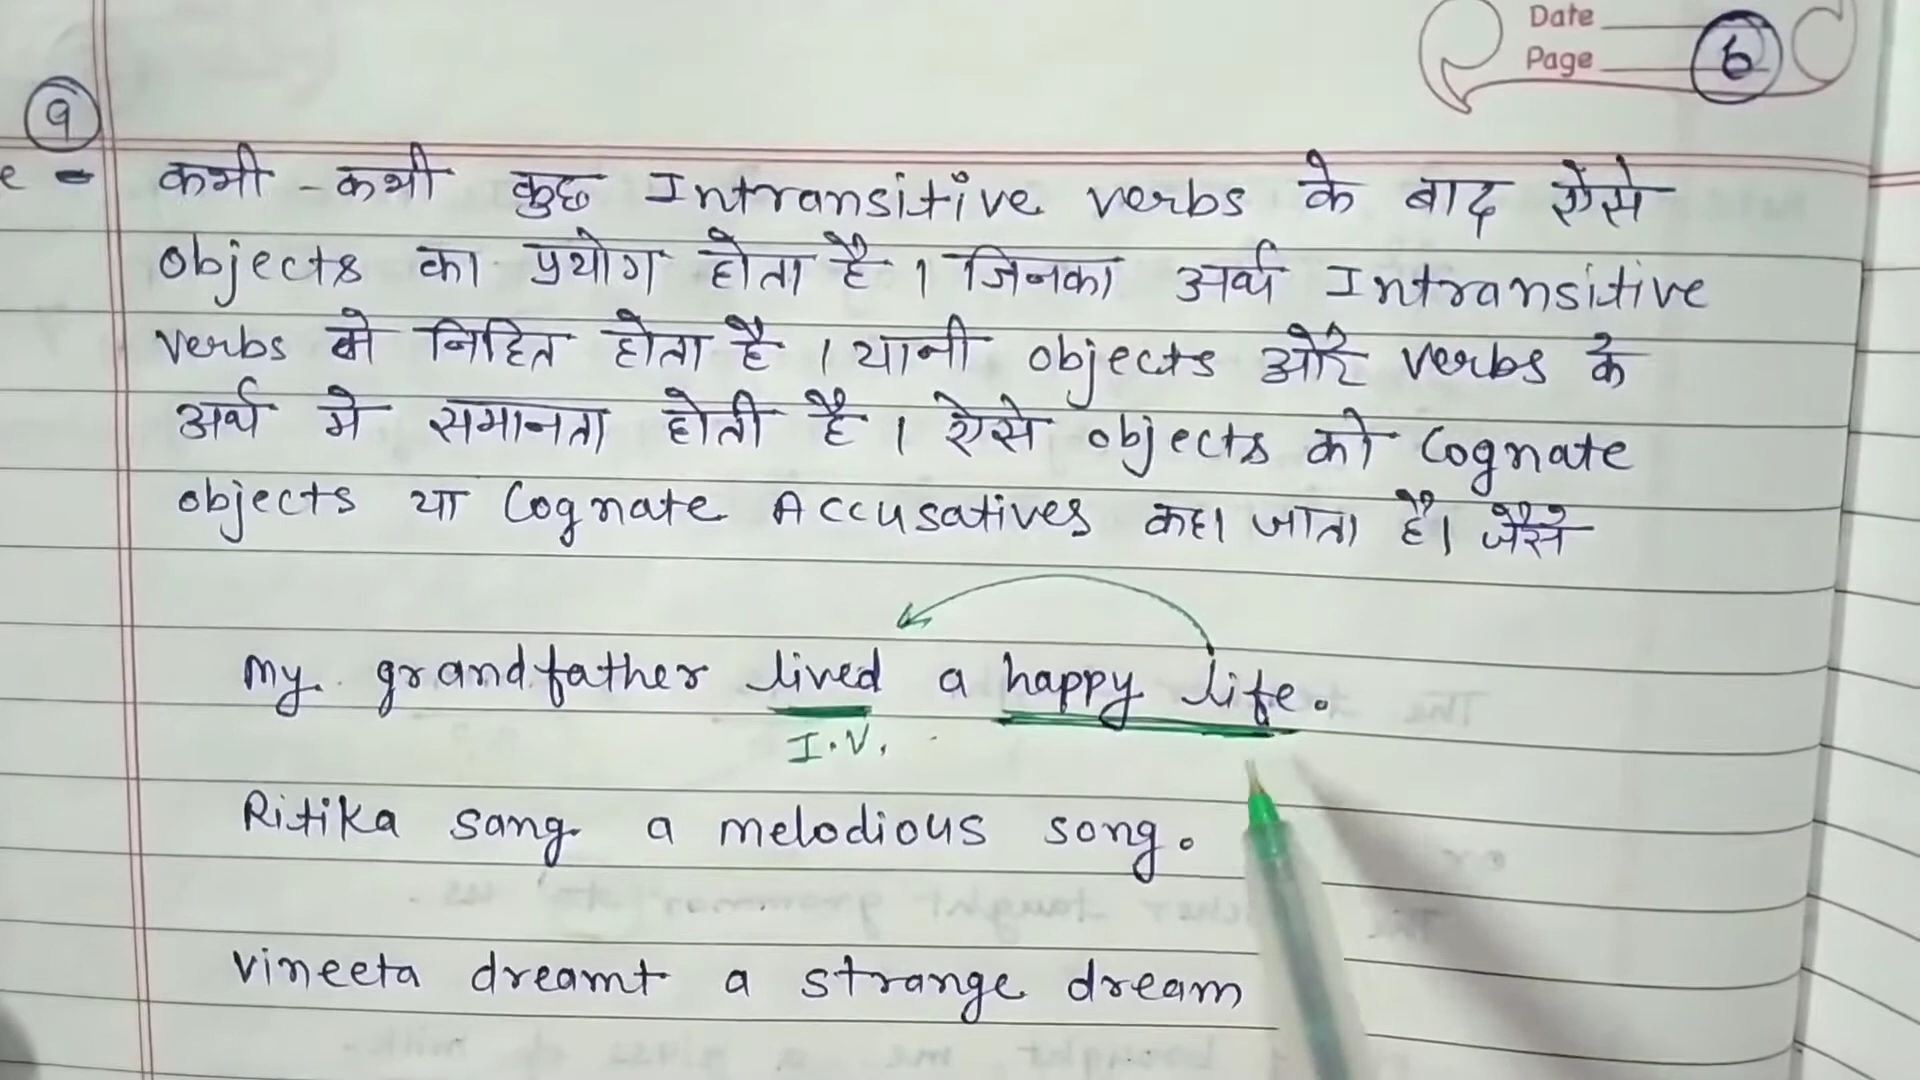 Date
Page 6
9
e - कभी - कभी कुछ Intransitive verbs के बाद ऐसे
objects का प्रयोग होता है । जिनका अर्थ Intransitive
verbs मे निहित होता है । यानी objects और verbs के
अर्थ मे समानता होती है । ऐसे objects को Cognate
objects या Cognate Accusatives कहा जाता है। जैसे
My grandfather lived a happy life.
I.V.
Ritika sang a melodious song.
Vineeta dreamt a strange dream